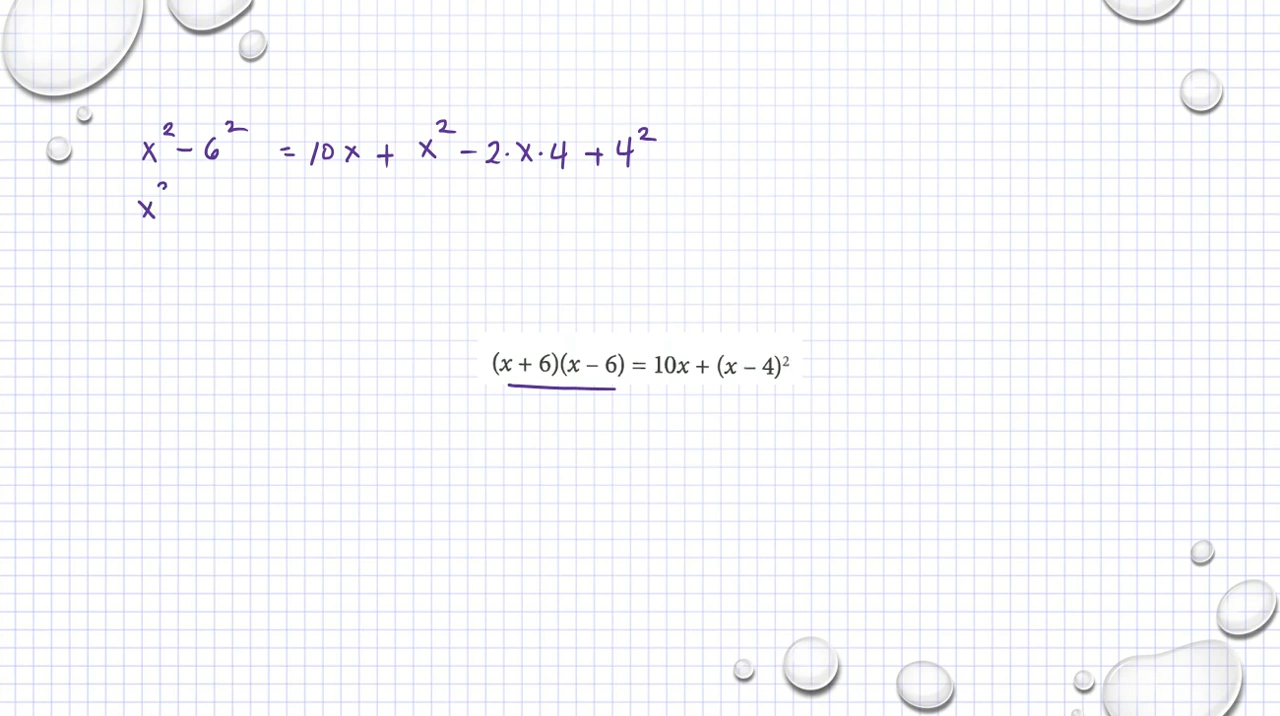 x² - 6² = 10x + x² - 2·x·4 + 4²
x²
(x + 6)(x – 6) = 10x + (x – 4)²